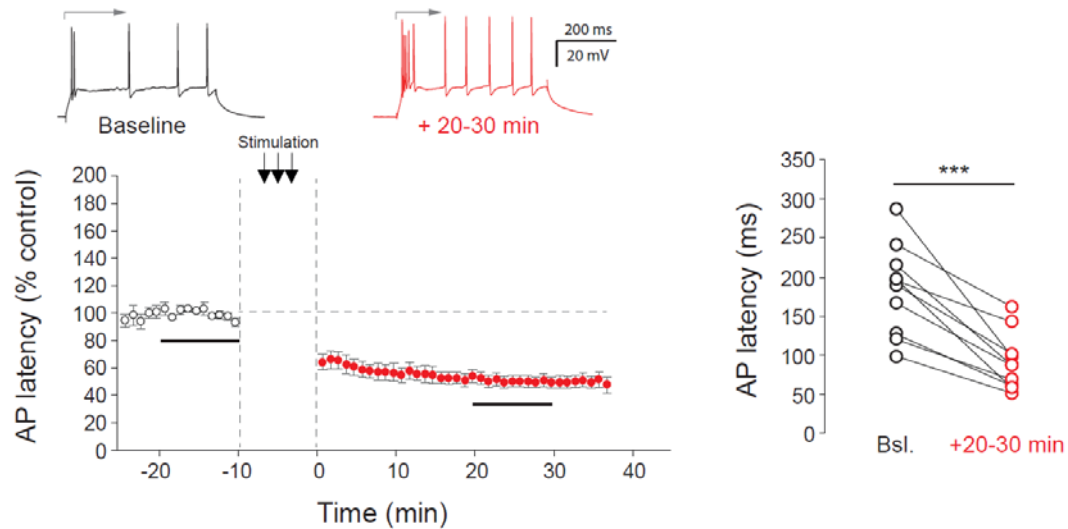 200 ms
20 mV
Baseline
+ 20-30 min
Stimulation
AP latency (% control)
200
180
160
140
120
100
80
60
40
20
0
-20
-10
0
10
20
30
40
Time (min)
AP latency (ms)
350
300
250
200
150
100
50
0
***
Bsl.
+20-30 min